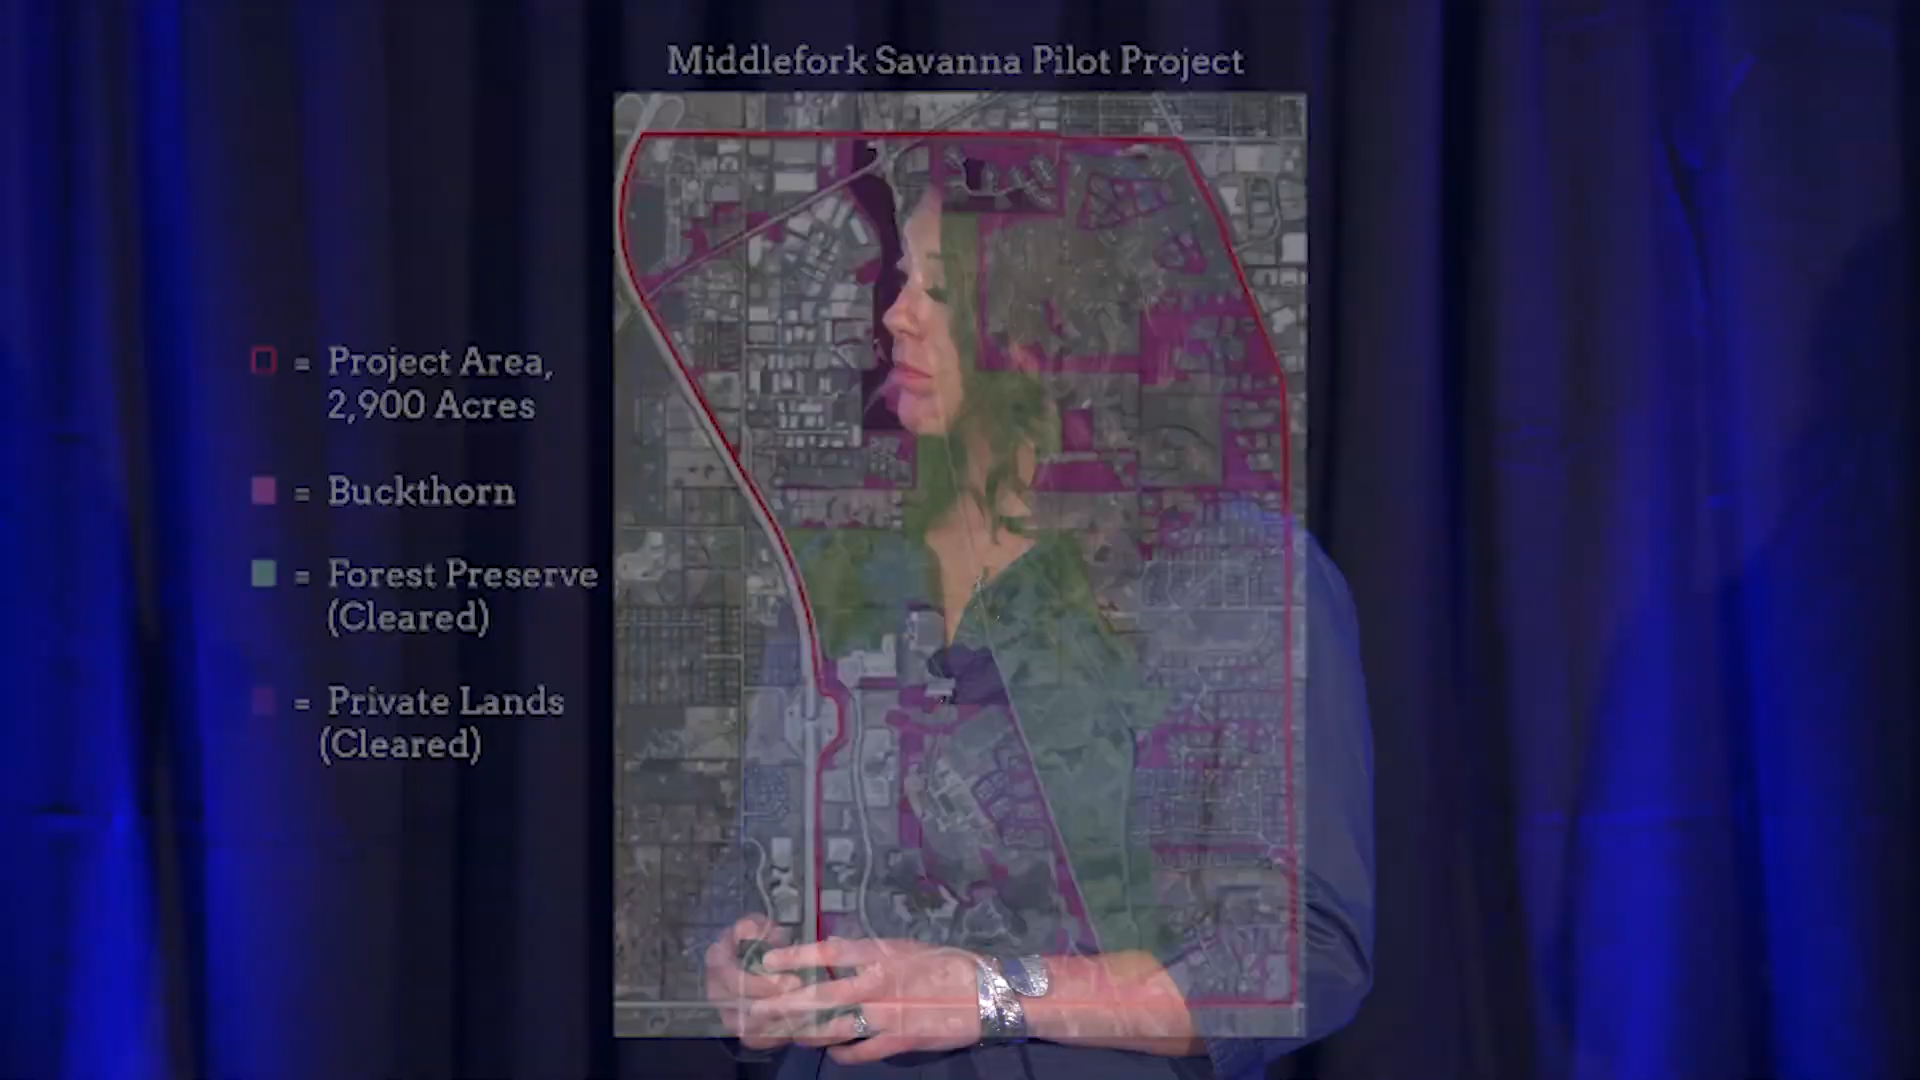 Middlefork Savanna Pilot Project
= Project Area,
2,900 Acres
= Buckthorn
= Forest Preserve
(Cleared)
= Private Lands
(Cleared)